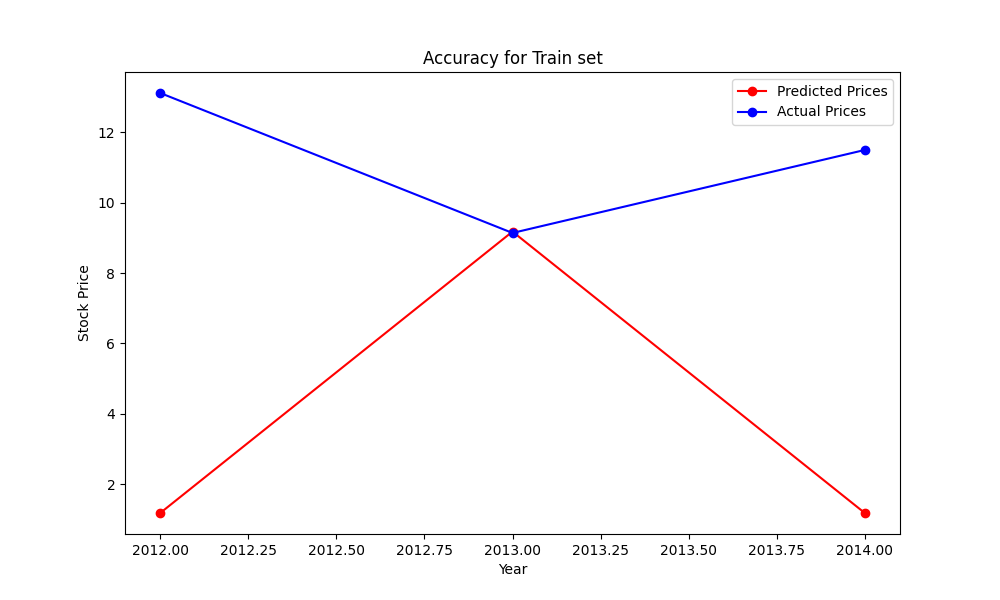 Accuracy for Train set
Predicted Prices
Actual Prices
12
10
8
6
4
2
Stock Price
2012.00 2012.25 2012.50 2012.75 2013.00 2013.25 2013.50 2013.75 2014.00
Year